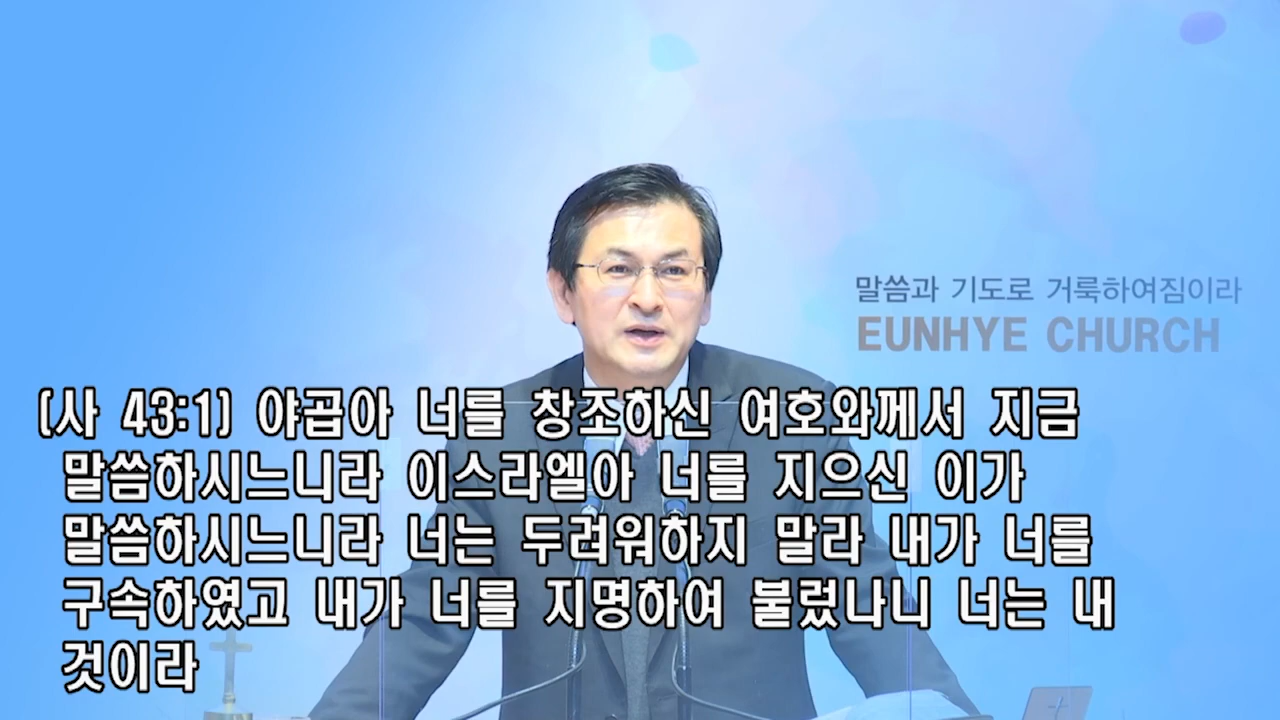 말씀과 기도로 거룩하여짐이라
EUNHYE CHURCH
(사 43:1) 야곱아 너를 창조하신 여호와께서 지금
말씀하시느니라 이스라엘아 너를 지으신 이가
말씀하시느니라 너는 두려워하지 말라 내가 너를
구속하였고 내가 너를 지명하여 불렀나니 너는 내
것이라